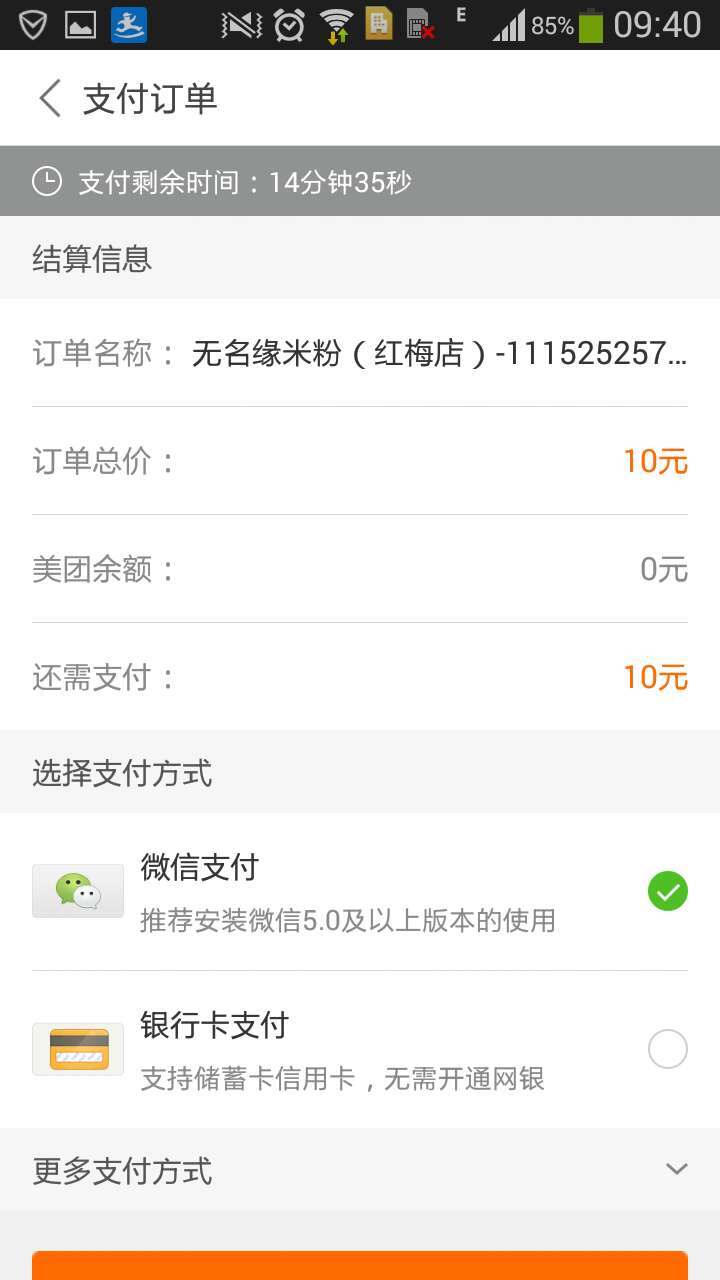 E 85% 09:40
支付订单
支付剩余时间：14分钟35秒
结算信息
订单名称： 无名缘米粉（红梅店）-111525257...
订单总价： 10元
美团余额： 0元
还需支付： 10元
选择支付方式
微信支付
推荐安装微信5.0及以上版本的使用
银行卡支付
支持储蓄卡信用卡，无需开通网银
更多支付方式